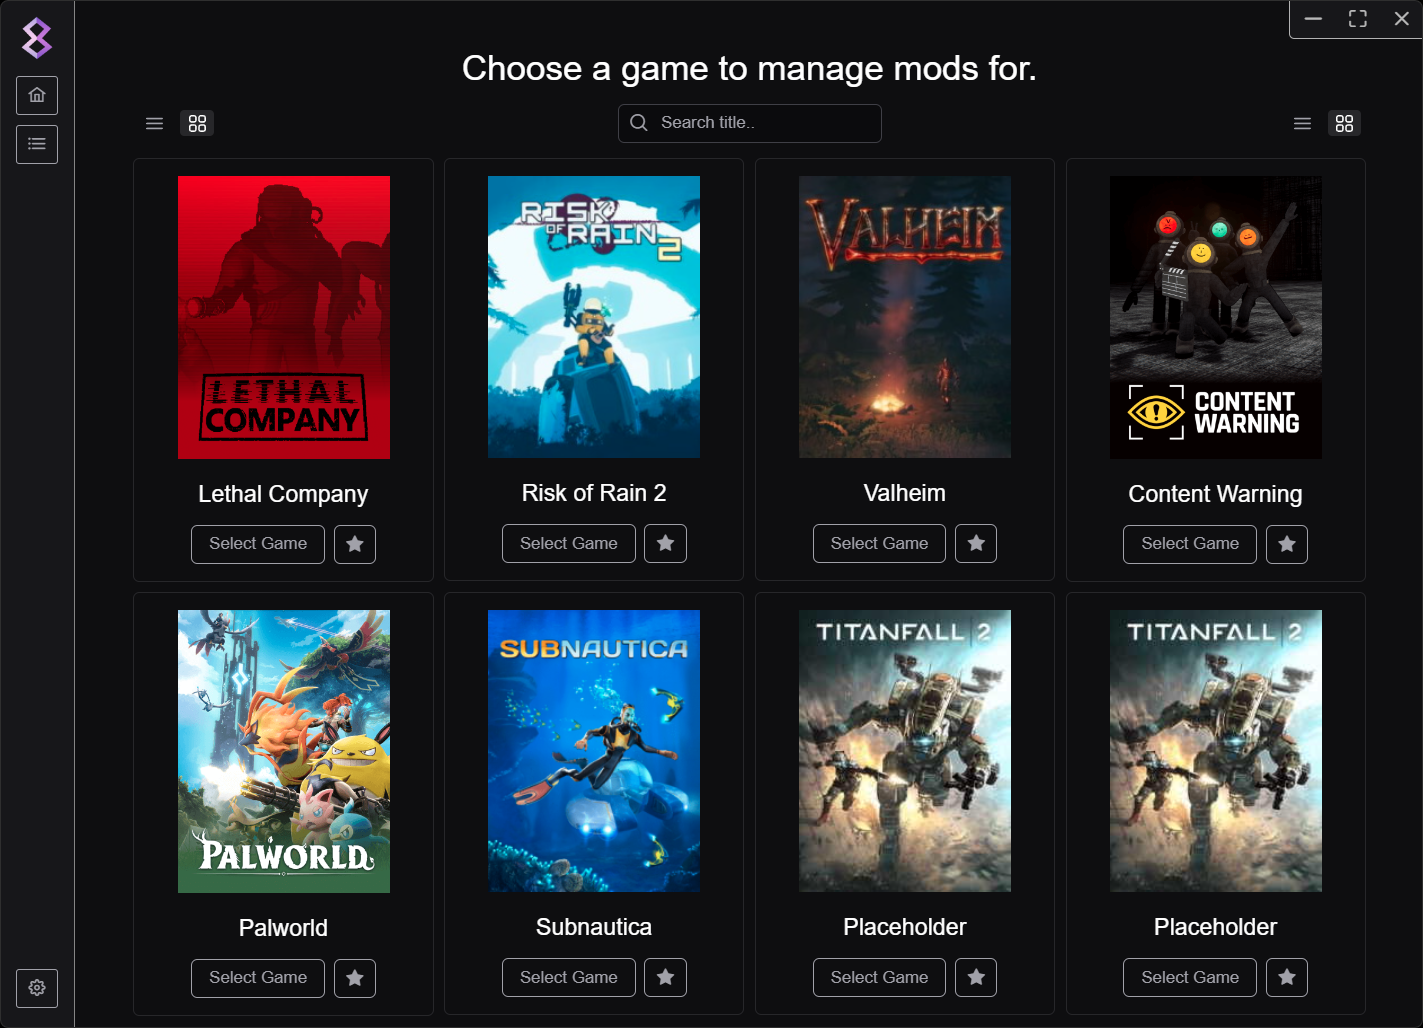 Choose a game to manage mods for.
Search title..
LETHAL
COMPANY
RISK
OF RAIN
2
VALHEIM
CONTENT
WARNING
Lethal Company
Risk of Rain 2
Valheim
Content Warning
Select Game
Select Game
Select Game
Select Game
PALWORLD
SUBNAUTICA
TITANFALL 2
TITANFALL 2
Palworld
Subnautica
Placeholder
Placeholder
Select Game
Select Game
Select Game
Select Game